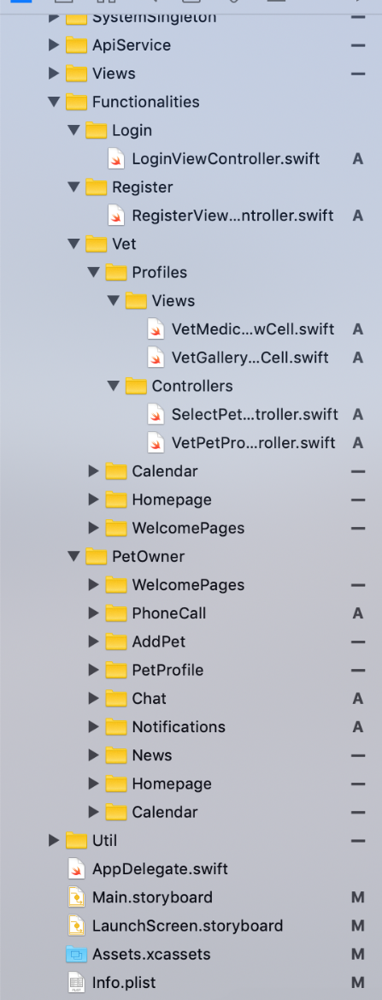 SystemSingleton —
ApiService —
Views —
Functionalities
Login
LoginViewController.swift A
Register
RegisterView...ntroller.swift A
Vet
Profiles
Views
VetMedic...wCell.swift A
VetGallery...Cell.swift A
Controllers
SelectPet...troller.swift A
VetPetPro...roller.swift A
Calendar —
Homepage —
WelcomePages —
PetOwner
WelcomePages —
PhoneCall A
AddPet —
PetProfile —
Chat A
Notifications A
News —
Homepage —
Calendar —
Util —
AppDelegate.swift
Main.storyboard M
LaunchScreen.storyboard M
Assets.xcassets M
Info.plist M